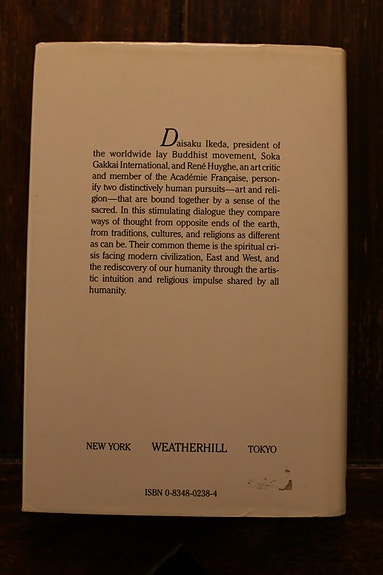 Daisaku Ikeda, president of
the worldwide lay Buddhist movement, Soka
Gakkai International, and René Huyghe, an art critic
and member of the Académie Française, person-
ify two distinctively human pursuits—art and reli-
gion—that are bound together by a sense of the
sacred. In this stimulating dialogue they compare
ways of thought from opposite ends of the earth,
from traditions, cultures, and religions as different
as can be. Their common theme is the spiritual cri-
sis facing modern civilization, East and West, and
the rediscovery of our humanity through the artis-
tic intuition and religious impulse shared by all
humanity.
NEW YORK WEATHERHILL TOKYO
ISBN 0-8348-0238-4